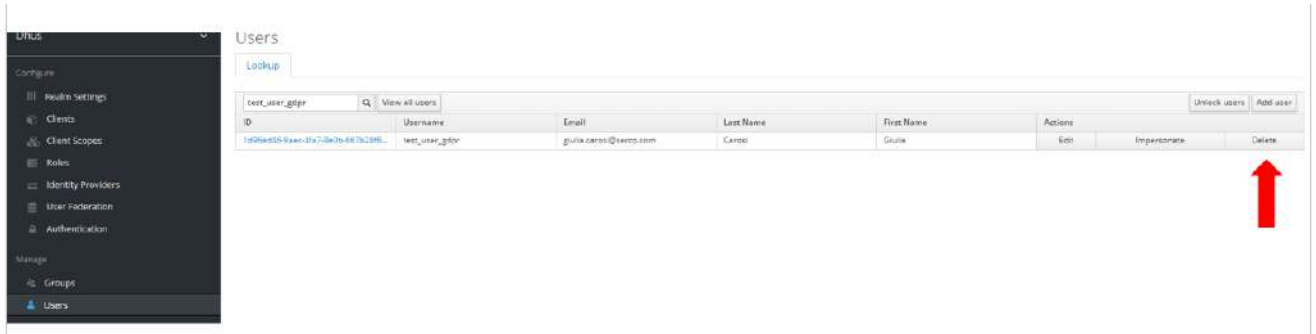 Dhus
Users
Lookup
Configure
Realm Settings
test_user_gdpr View all users Unlock users Add user
Clients
ID Username Email Last Name First Name Actions
Client Scopes
test_user_gdpr giulia.carosi@serco.com Carosi Giulia Edit Impersonate Delete
Roles
Identity Providers
User Federation
Authentication
Manage
Groups
Users